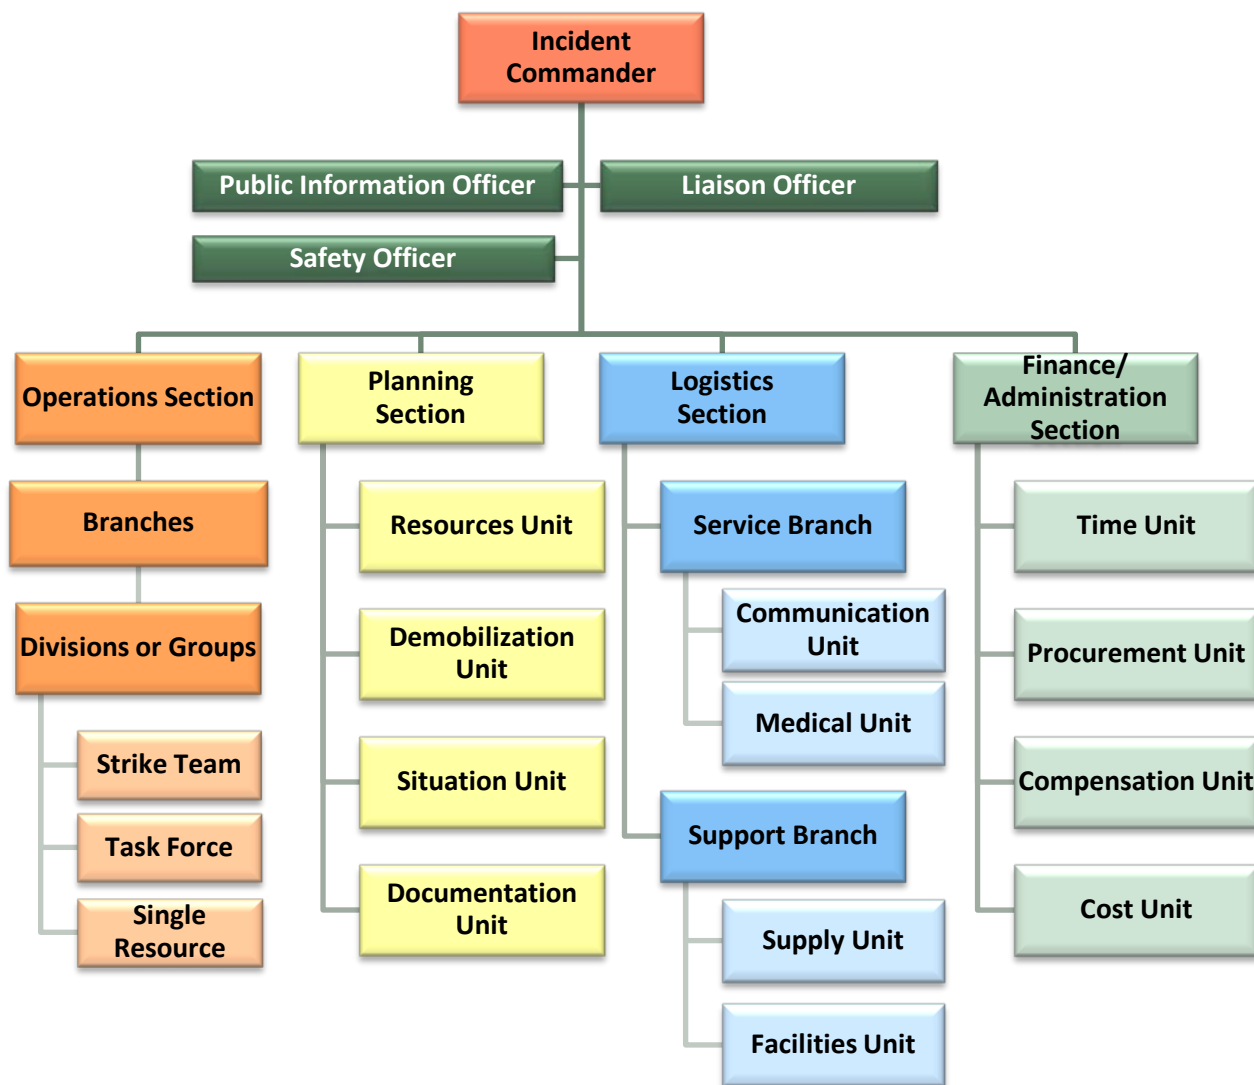 Incident
Commander
Public Information Officer
Liaison Officer
Safety Officer
Operations Section
Branches
Divisions or Groups
Strike Team
Task Force
Single
Resource
Planning
Section
Resources Unit
Demobilization
Unit
Situation Unit
Documentation
Unit
Logistics
Section
Service Branch
Communication
Unit
Medical Unit
Support Branch
Supply Unit
Facilities Unit
Finance/
Administration
Section
Time Unit
Procurement Unit
Compensation Unit
Cost Unit